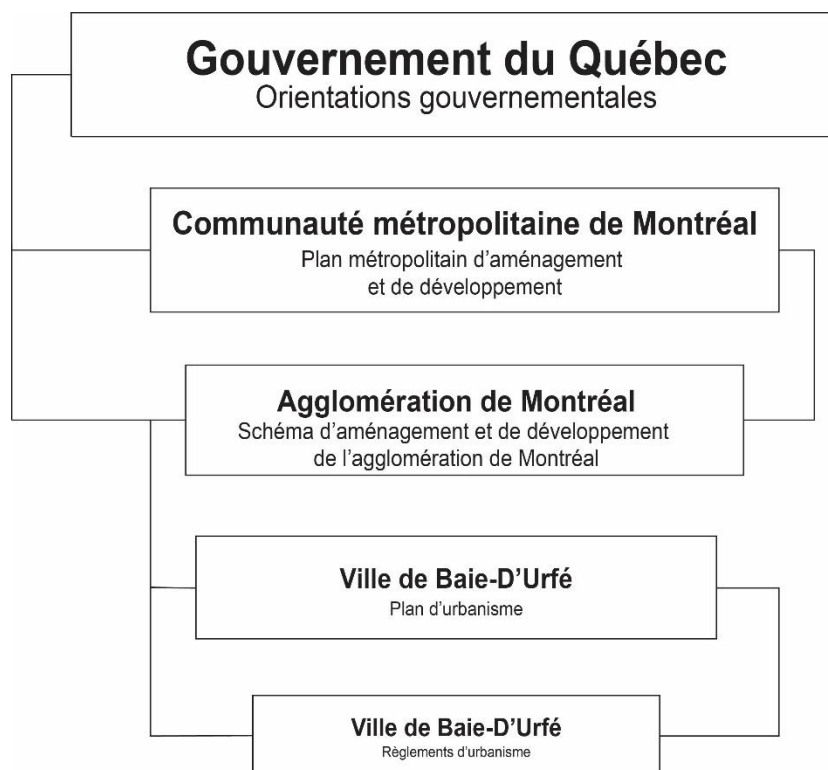 Gouvernement du Québec
Orientations gouvernementales
Communauté métropolitaine de Montréal
Plan métropolitain d’aménagement
et de développement
Agglomération de Montréal
Schéma d’aménagement et de développement
de l’agglomération de Montréal
Ville de Baie-D’Urfé
Plan d’urbanisme
Ville de Baie-D’Urfé
Règlements d’urbanisme